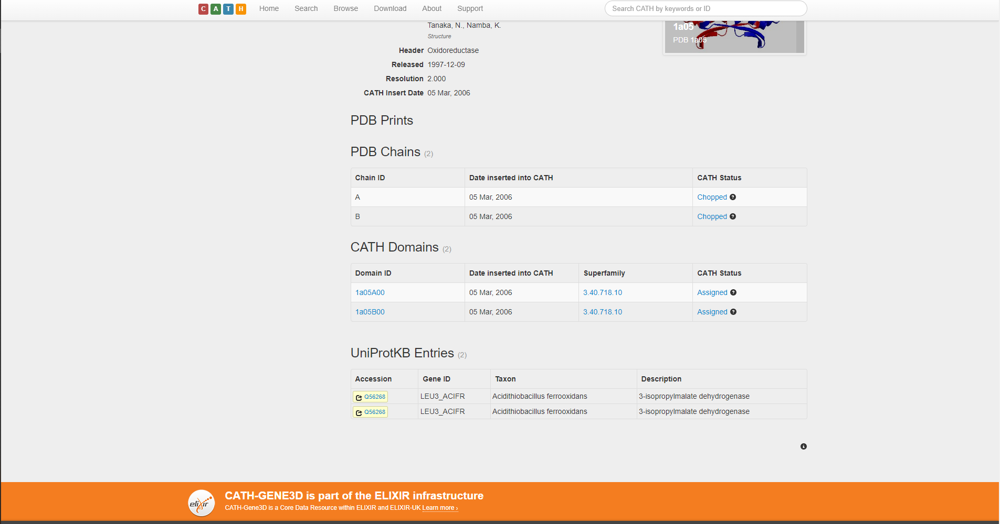 C A T H Home Search Browse Download About Support Search CATH by keywords or ID
Tanaka, N., Namba, K.
Structure
1a05
PDB 1a05
Header Oxidoreductase
Released 1997-12-09
Resolution 2.000
CATH Insert Date 05 Mar, 2006
PDB Prints
PDB Chains (2)
Chain ID Date inserted into CATH CATH Status
A 05 Mar, 2006 Chopped ?
B 05 Mar, 2006 Chopped ?
CATH Domains (2)
Domain ID Date inserted into CATH Superfamily CATH Status
1a05A00 05 Mar, 2006 3.40.718.10 Assigned ?
1a05B00 05 Mar, 2006 3.40.718.10 Assigned ?
UniProtKB Entries (2)
Accession Gene ID Taxon Description
Q56268 LEU3_ACIFR Acidithiobacillus ferrooxidans 3-isopropylmalate dehydrogenase
Q56268 LEU3_ACIFR Acidithiobacillus ferrooxidans 3-isopropylmalate dehydrogenase
elixir
CATH-GENE3D is part of the ELIXIR infrastructure
CATH-Gene3D is a Core Data Resource within ELIXIR and ELIXIR-UK Learn more ›